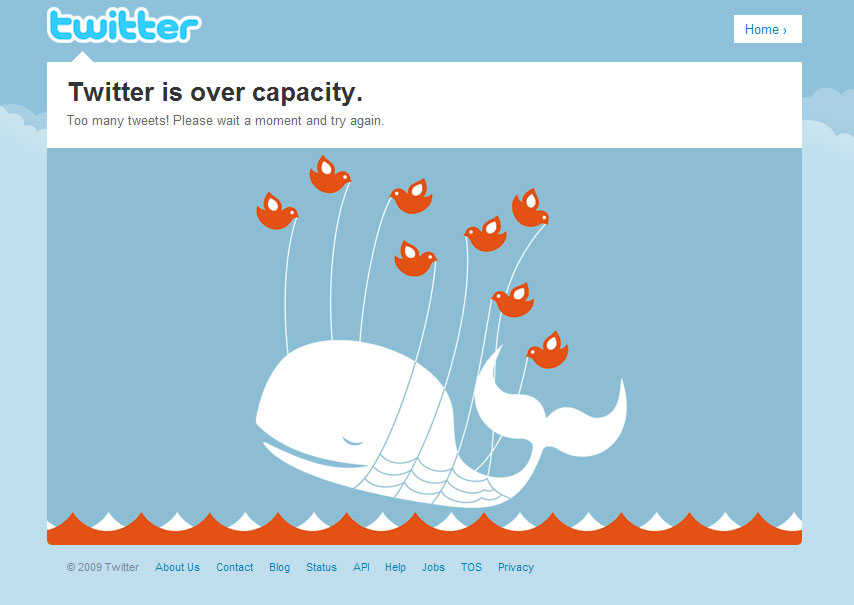 twitter
Home ›
Twitter is over capacity.
Too many tweets! Please wait a moment and try again.
© 2009 Twitter About Us Contact Blog Status API Help Jobs TOS Privacy